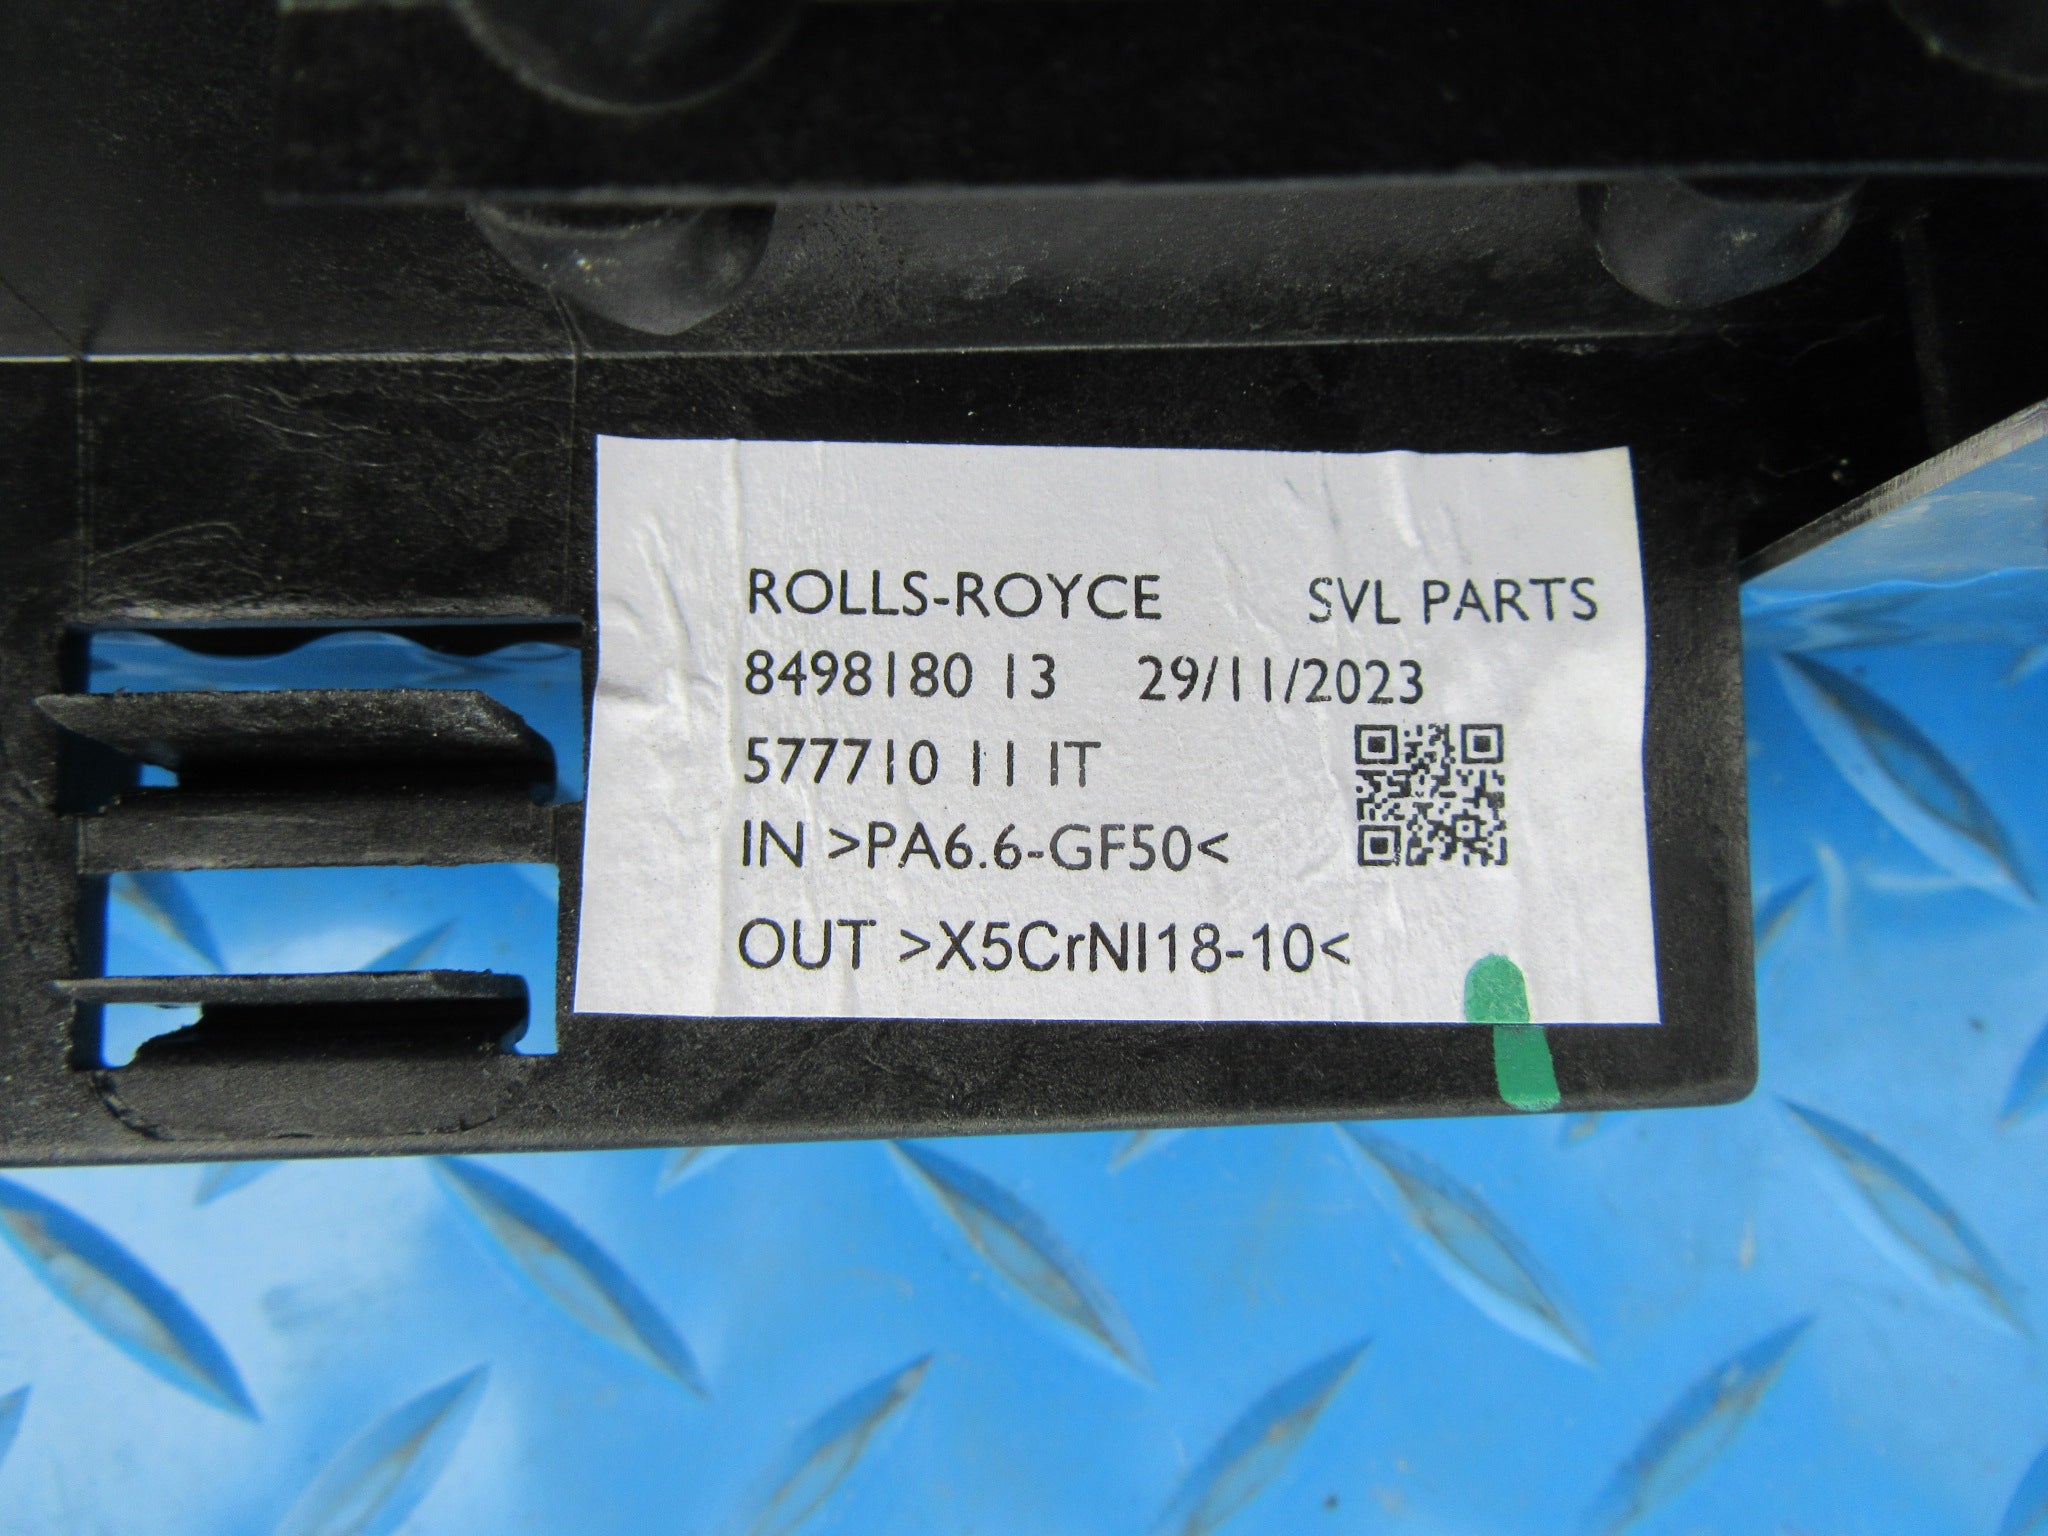 ROLLS-ROYCE SVL PARTS
8498180 13 29/11/2023
577710 11 IT
IN >PA6.6-GF50<
OUT >X5CrNI18-10<